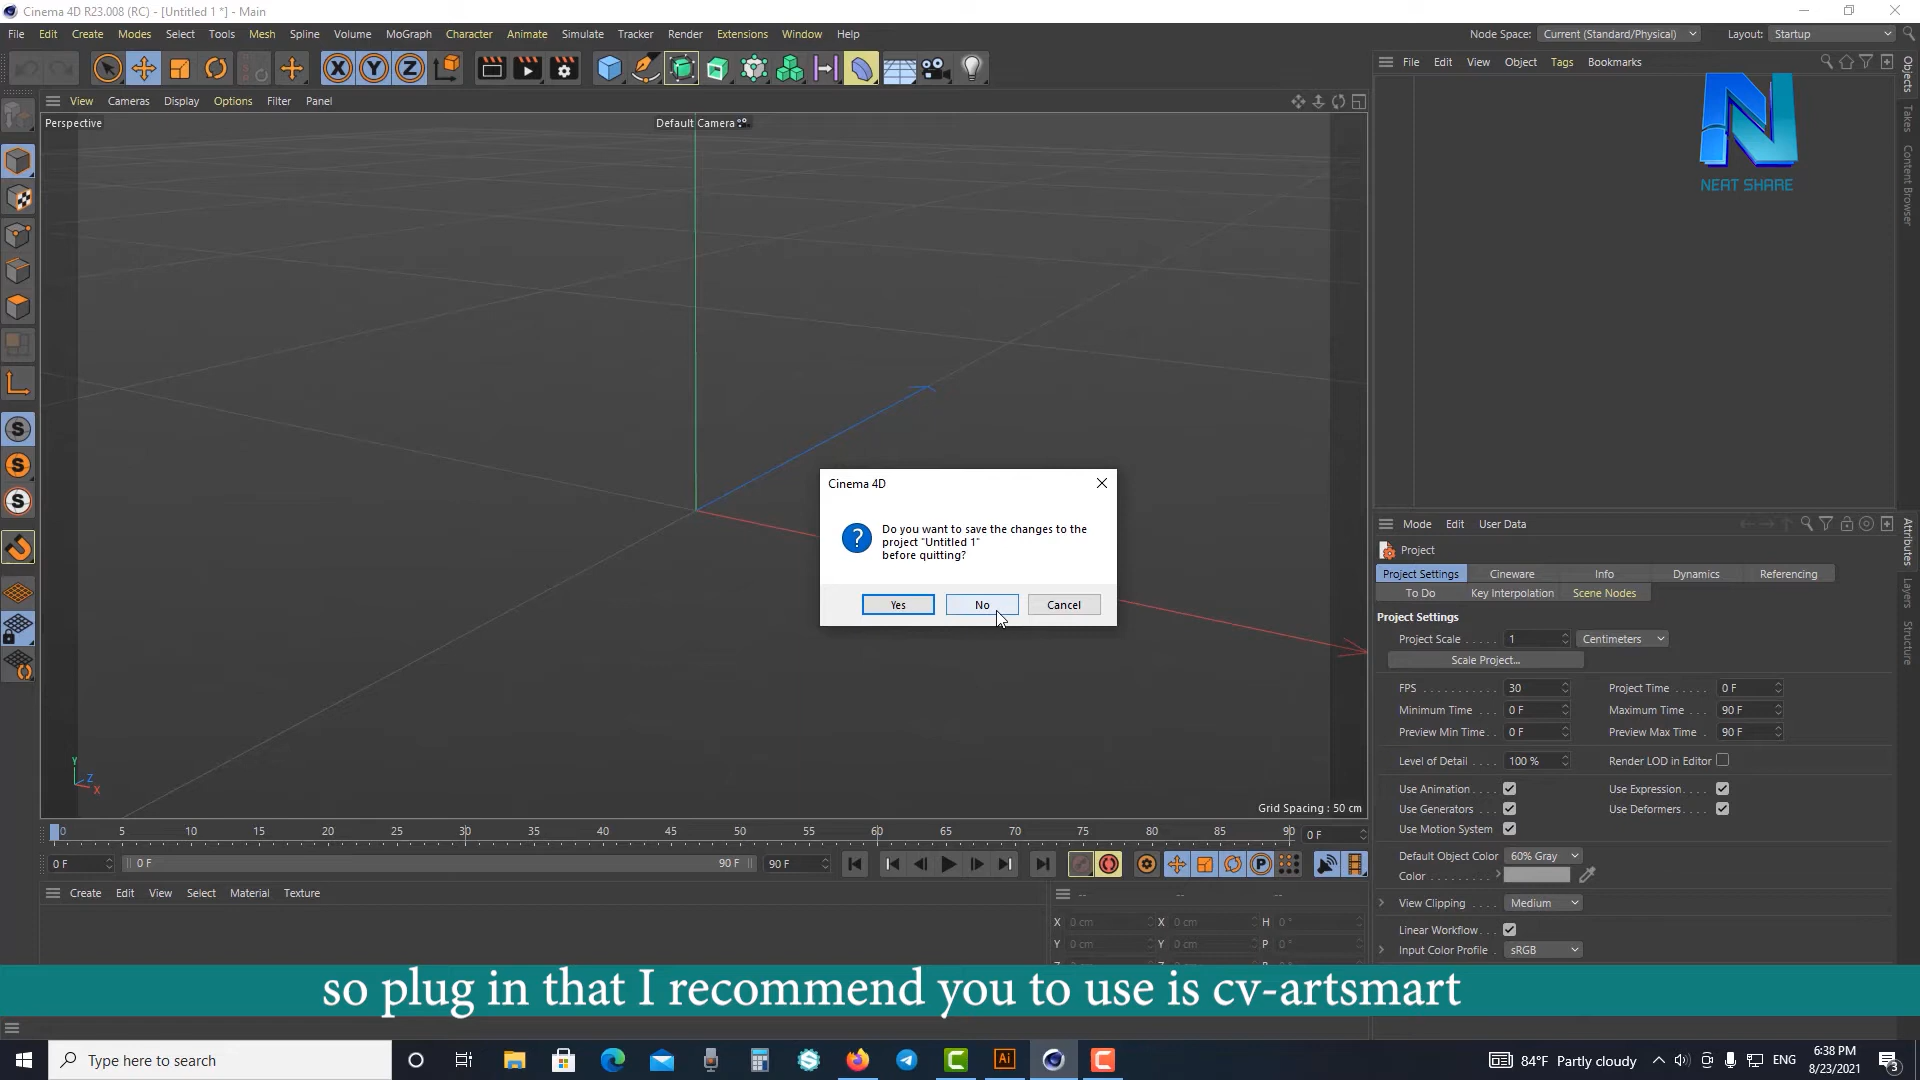 Cinema 4D R23.008 (RC) - [Untitled 1 *] - Main
File Edit Create Modes Select Tools Mesh Spline Volume MoGraph Character Animate Simulate Tracker Render Extensions Window Help
Node Space: Current (Standard/Physical) Layout: Startup
X Y Z
File Edit View Object Tags Bookmarks
View Cameras Display Options Filter Panel
Perspective
Default Camera
NEAT SHARE
Objects
Takes
Content Browser
Cinema 4D
Do you want to save the changes to the
project "Untitled 1"
before quitting?
Yes No Cancel
Mode Edit User Data
Project
Project Settings Cineware Info Dynamics Referencing
To Do Key Interpolation Scene Nodes
Project Settings
Project Scale 1 Centimeters
Scale Project...
FPS 30 Project Time 0 F
Minimum Time 0 F Maximum Time 90 F
Preview Min Time 0 F Preview Max Time 90 F
Level of Detail 100 % Render LOD in Editor
Use Animation Use Expression
Use Generators Use Deformers
Use Motion System
Default Object Color 60% Gray
Color
View Clipping Medium
Linear Workflow
Input Color Profile sRGB
Attributes
Layers
Structure
Y
Z
X
Grid Spacing : 50 cm
0 5 10 15 20 25 30 35 40 45 50 55 60 65 70 75 80 85 90 0 F
0 F 0 F 90 F 90 F
Create Edit View Select Material Texture
-- -- --
X 0 cm X 0 cm H 0 °
Y 0 cm Y 0 cm P 0 °
so plug in that I recommend you to use is cv-artsmart
Type here to search
84°F Partly cloudy ENG
6:38 PM
8/23/2021
3